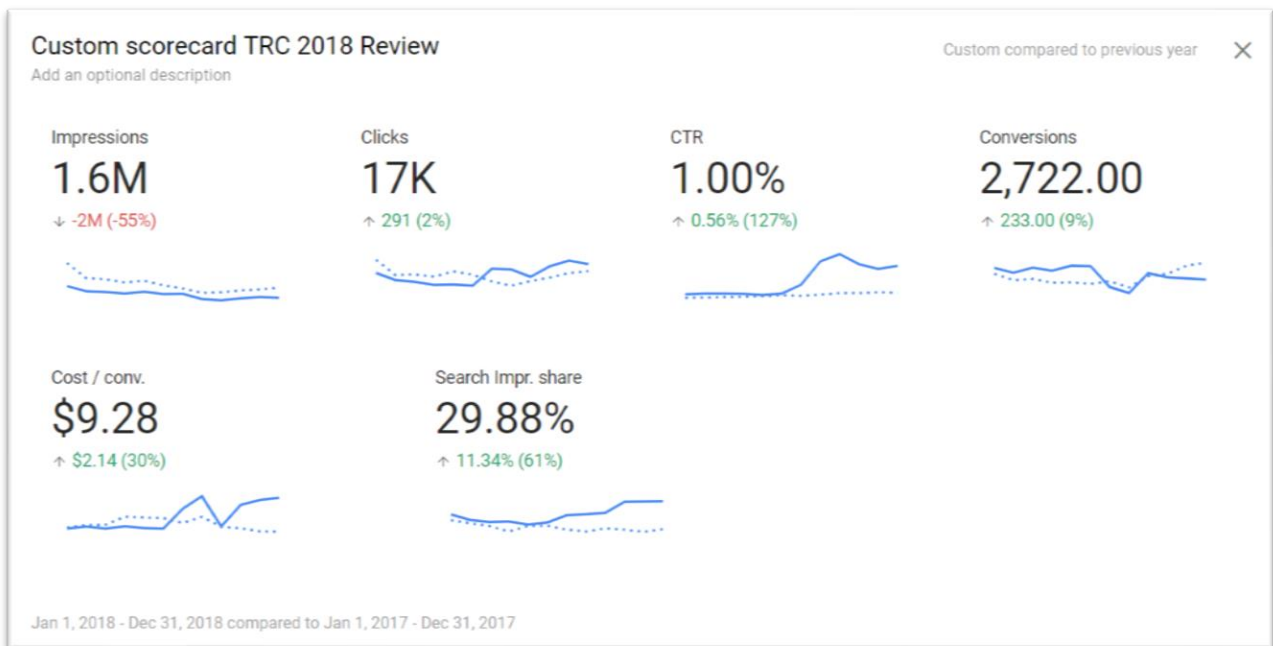 Custom scorecard TRC 2018 Review
Custom compared to previous year
Add an optional description
Impressions
1.6M
-2M (-55%)
Clicks
17K
291 (2%)
CTR
1.00%
0.56% (127%)
Conversions
2,722.00
233.00 (9%)
Cost / conv.
$9.28
$2.14 (30%)
Search Impr. share
29.88%
11.34% (61%)
Jan 1, 2018 - Dec 31, 2018 compared to Jan 1, 2017 - Dec 31, 2017